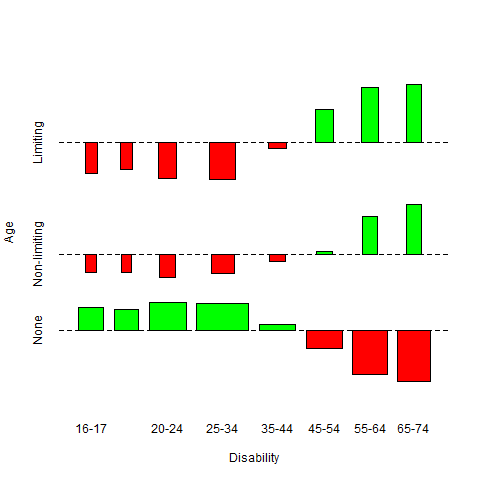 Limiting
Non-limiting
None
Age
16-17 20-24 25-34 35-44 45-54 55-64 65-74
Disability